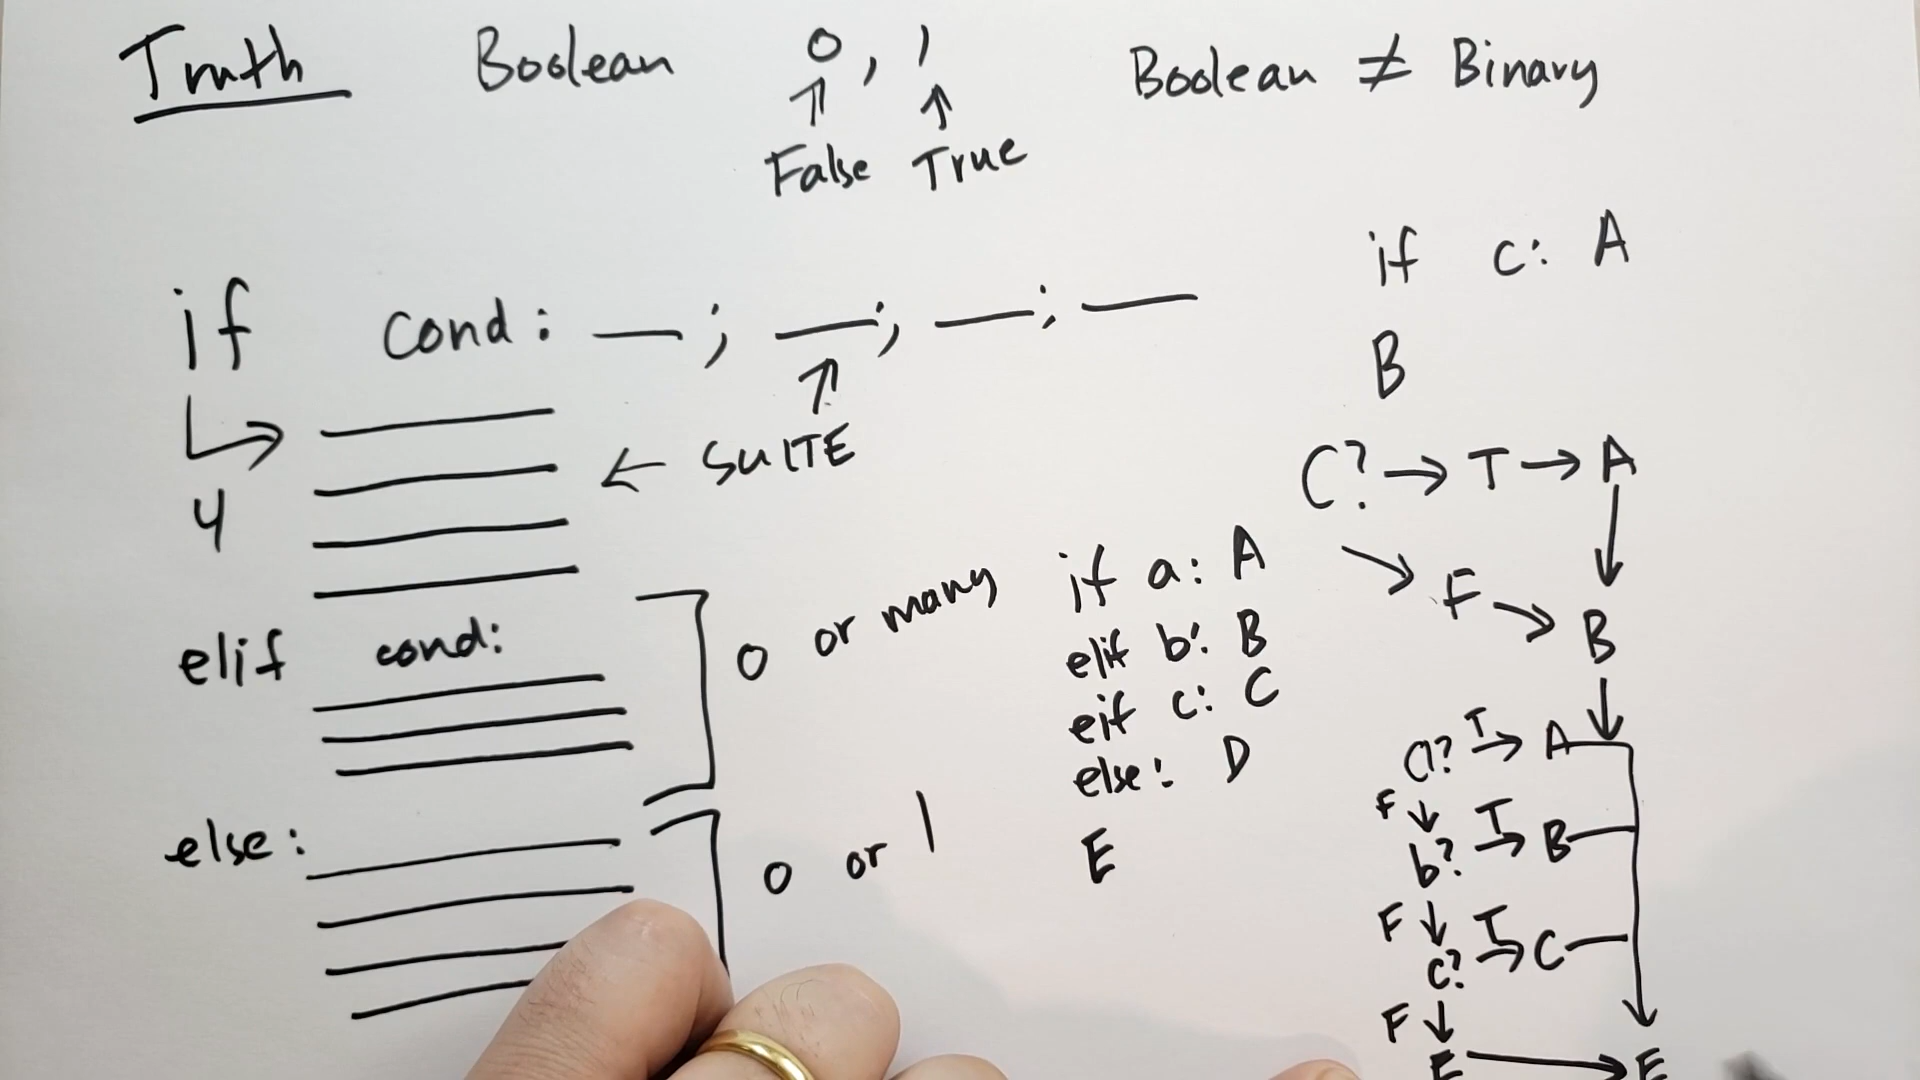 Truth Boolean 0, 1 Boolean ≠ Binary
↑ ↑
False True
if cond: — ; — ; — ; —
↑
← SUITE
4
elif cond:
0 or many
else:
0 or 1
if a: A
elif b: B
eif c: C
else: D
E
if c: A
B
C? → T → A
↓
↘ F → B
↓
a? T→ A
F ↓
b? T→ B
F ↓
c? T→ C
F ↓
E → E